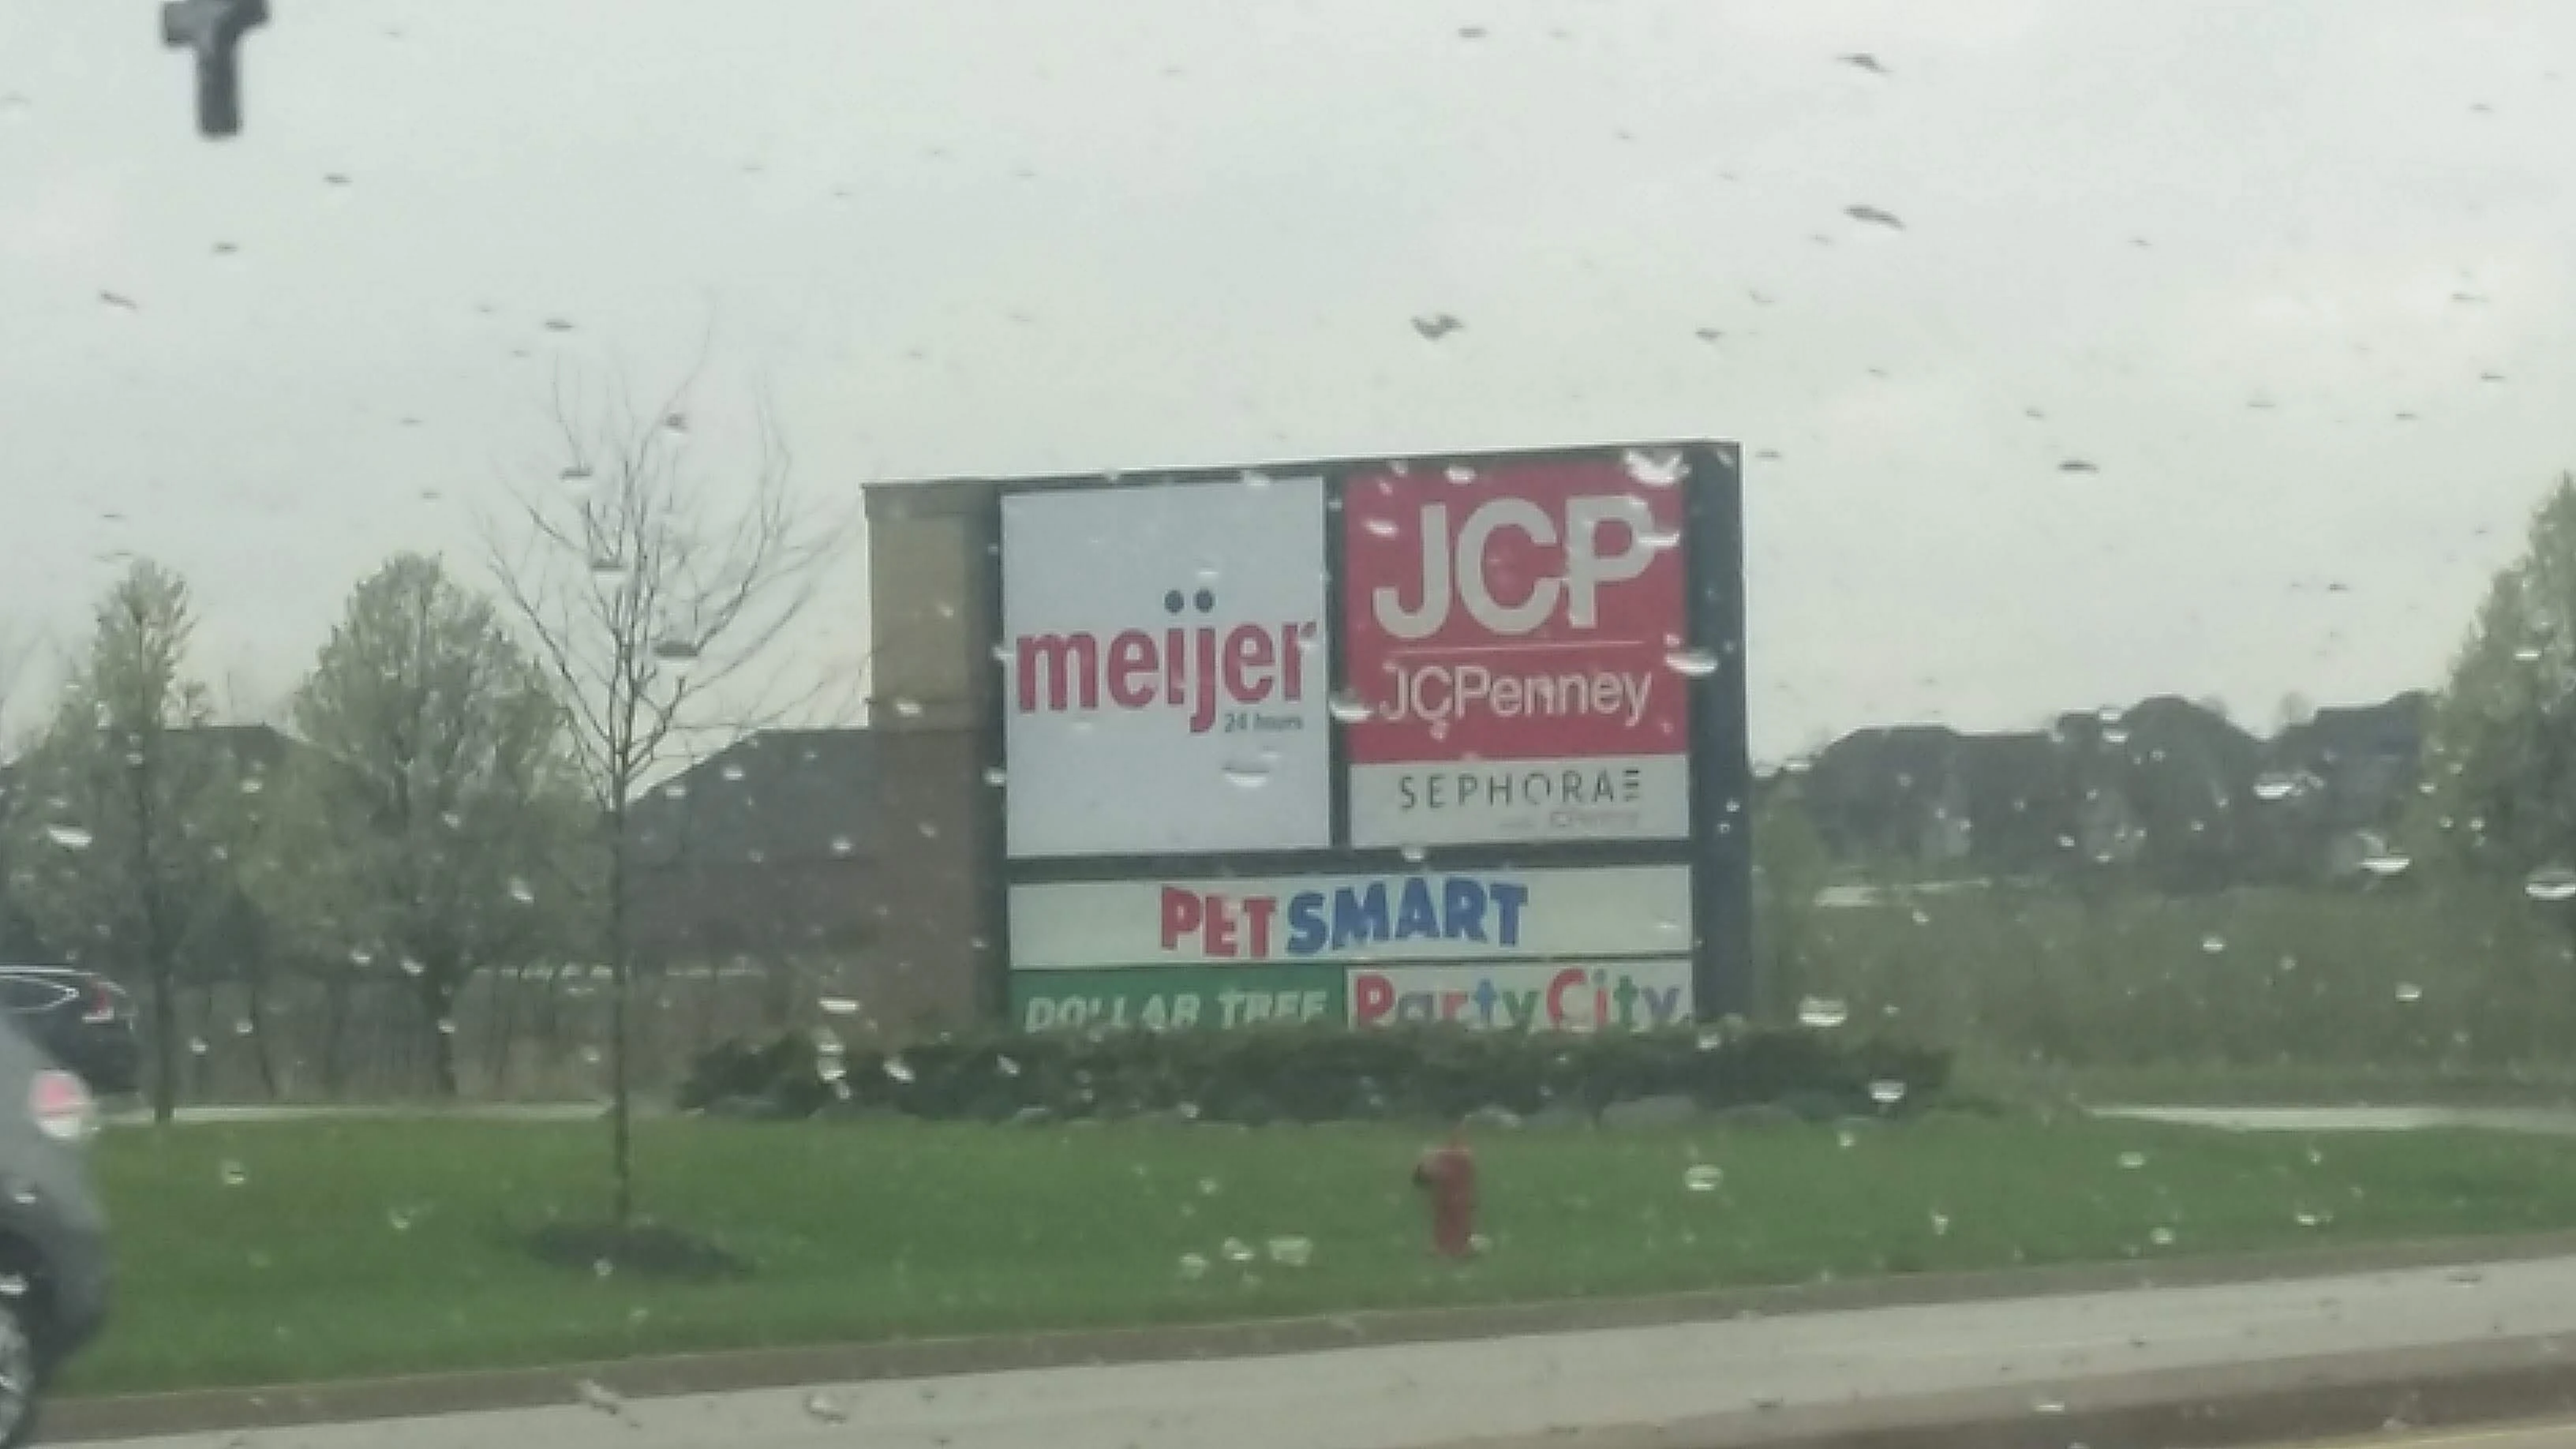 meijer
24 hours
JCP
JCPenney
SEPHORA
PETSMART
DOLLAR TREE
PartyCity